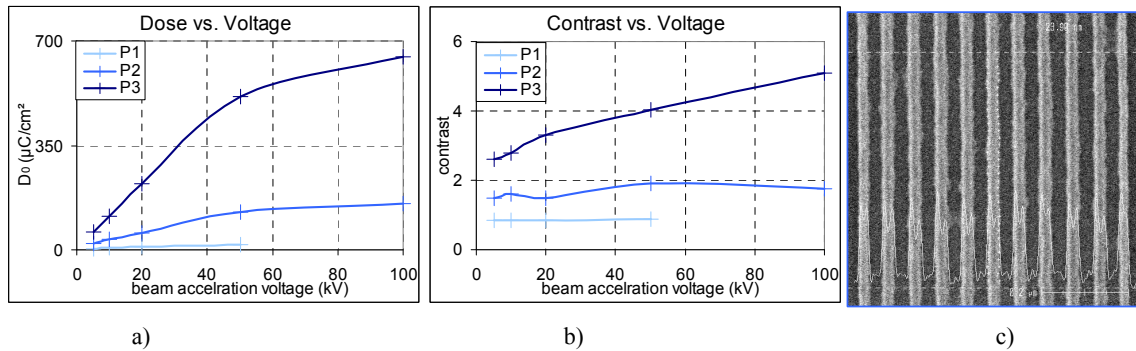 Dose vs. Voltage
700
350
0
D₀ (µC/cm²)
P1
P2
P3
0 20 40 60 80 100
beam accelration voltage (kV)
a)
Contrast vs. Voltage
6
4
2
0
contrast
P1
P2
P3
0 20 40 60 80 100
beam accelration voltage (kV)
b)
c)